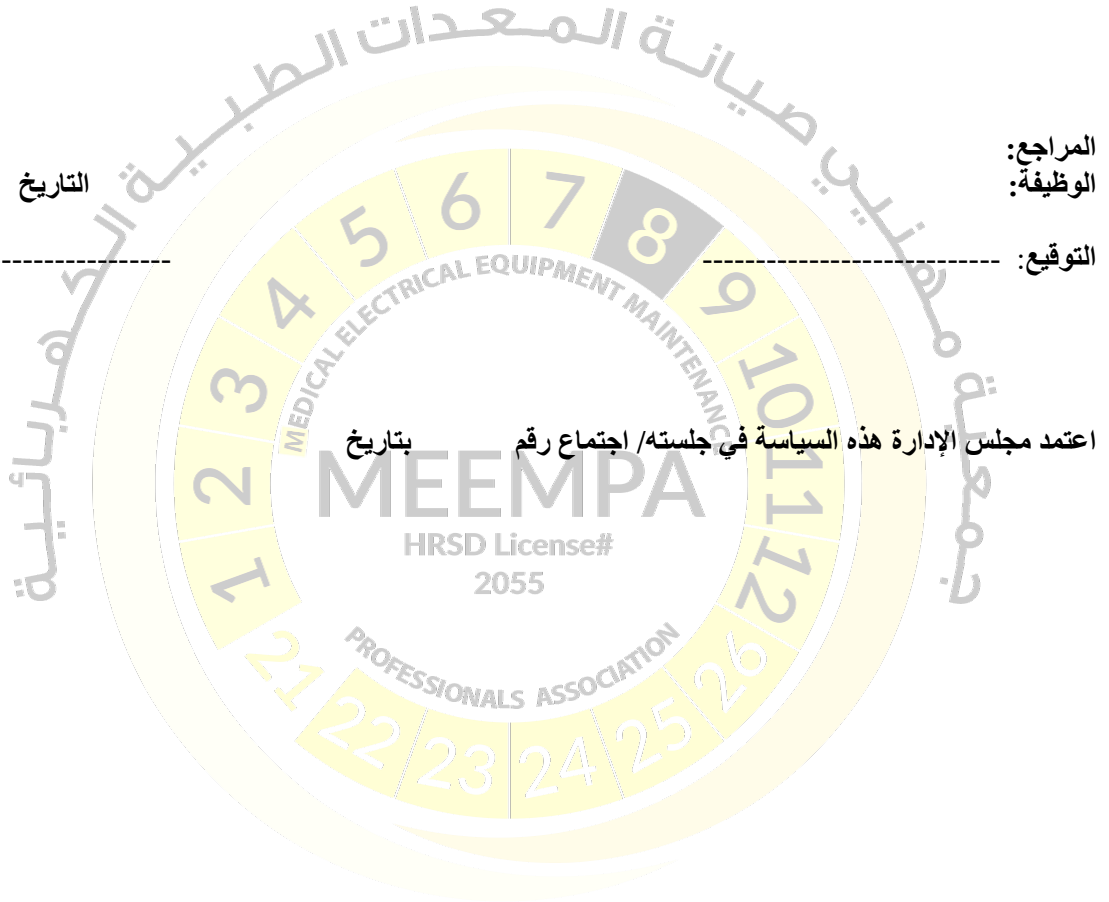 المراجع:
الوظيفة: التاريخ
التوقيع: ---------------------------- ----------------
اعتمد مجلس الإدارة هذه السياسة في جلسته/ اجتماع رقم بتاريخ
جمعية مهنيي صيانة المعدات الطبية الكهربائية
1 2 3 4 5 6 7 8 9 10 11 12
MEDICAL ELECTRICAL EQUIPMENT MAINTENANCE
MEEMPA
HRSD License#
2055
PROFESSIONALS ASSOCIATION
21 22 23 24 25 26